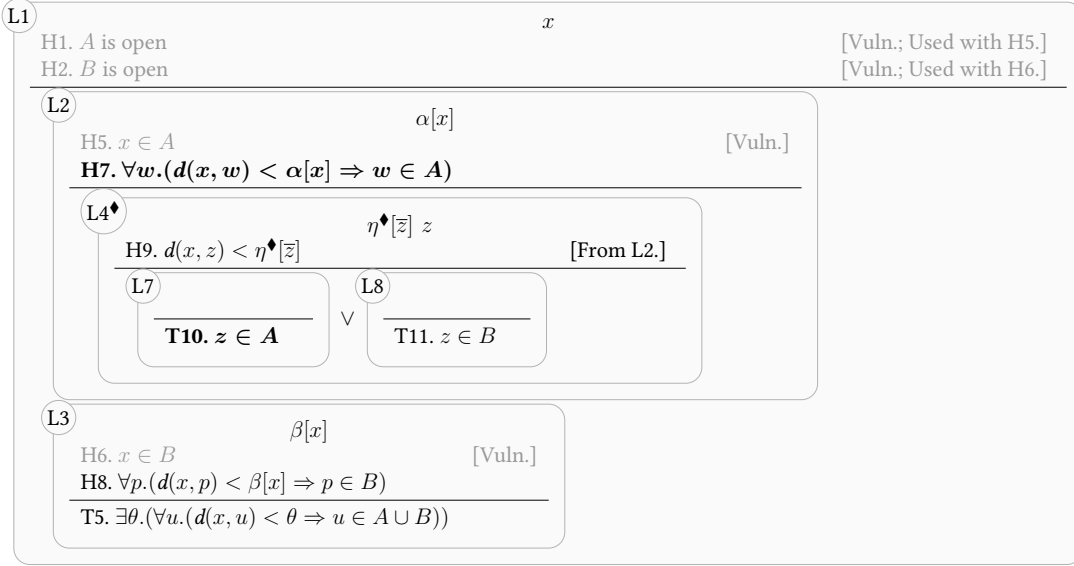 L1
x
H1. A is open [Vuln.; Used with H5.]
H2. B is open [Vuln.; Used with H6.]
L2
α[x]
H5. x ∈ A [Vuln.]
H7. ∀w.(d(x, w) < α[x] ⇒ w ∈ A)
L4♦
η♦[z̅] z
H9. d(x, z) < η♦[z̅] [From L2.]
L7 L8
T10. z ∈ A ∨ T11. z ∈ B
L3
β[x]
H6. x ∈ B [Vuln.]
H8. ∀p.(d(x, p) < β[x] ⇒ p ∈ B)
T5. ∃θ.(∀u.(d(x, u) < θ ⇒ u ∈ A ∪ B))